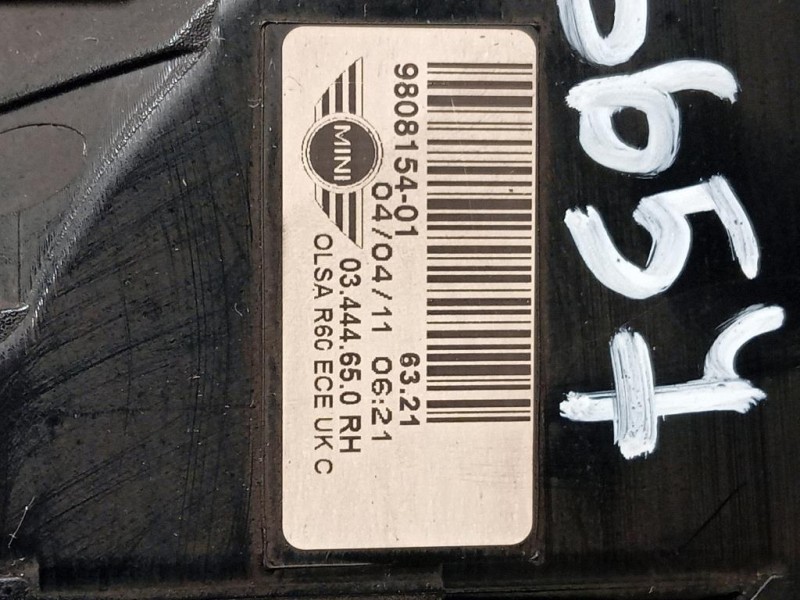 9808154-01 63.21
04/04/11 06:21
MINI
03.444.65.0 RH
OLSA R60 ECE UK C